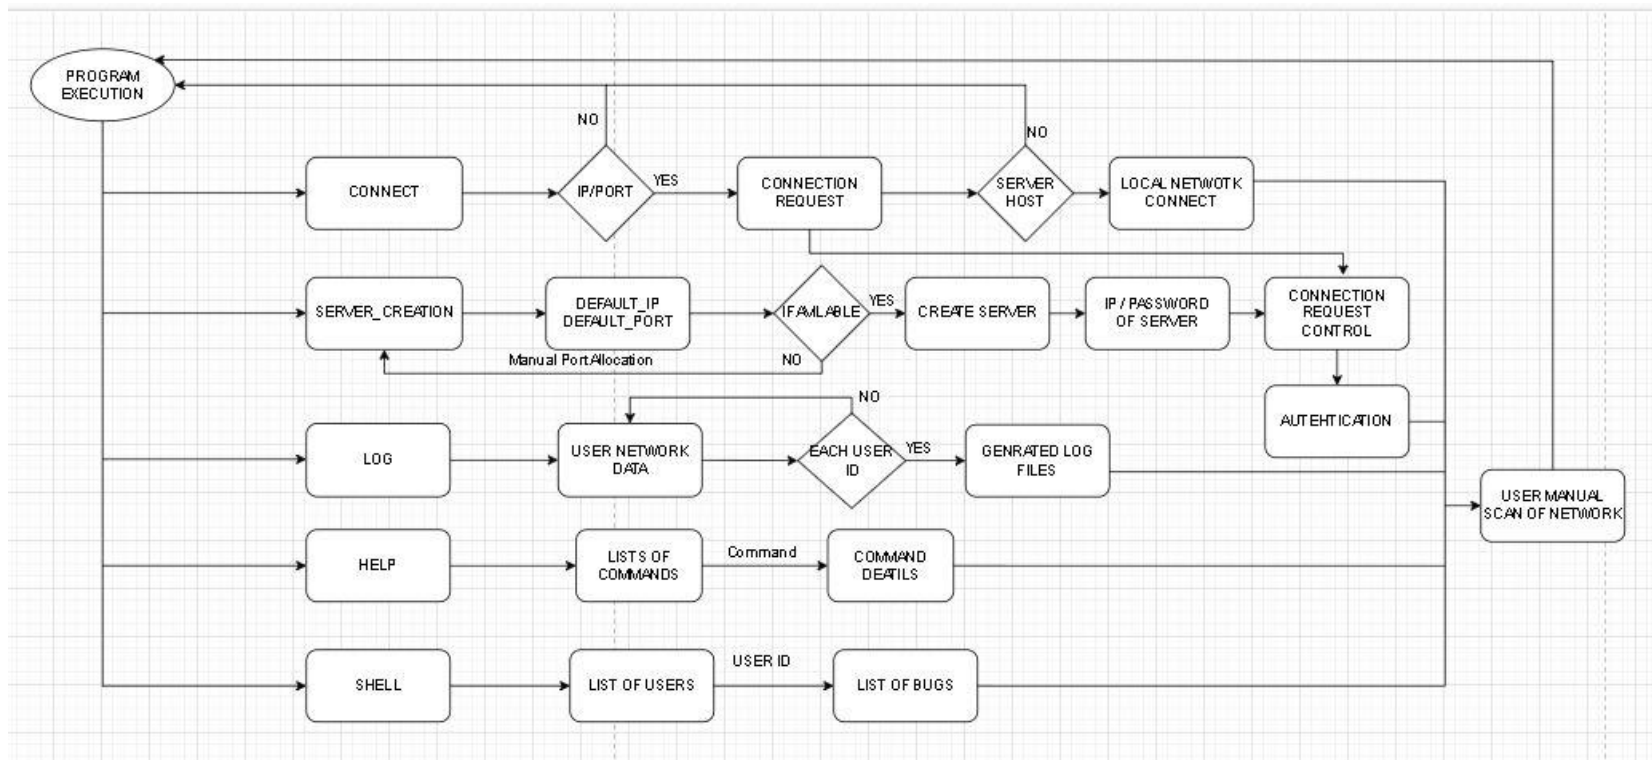 PROGRAM
EXECUTION
NO
NO
CONNECT
IP/PORT
YES
CONNECTION
REQUEST
SERVER
HOST
LOCAL NETWOTK
CONNECT
SERVER_CREATION
DEFAULT_IP
DEFAULT_PORT
IF AVILABLE
YES
CREATE SERVER
IP / PASSWORD
OF SERVER
CONNECTION
REQUEST
CONTROL
Manual Port Allocation
NO
NO
AUTEHTICATION
LOG
USER NETWORK
DATA
EACH USER
ID
YES
GENRATED LOG
FILES
USER MANUAL
SCAN OF NETWORK
HELP
LISTS OF
COMMANDS
Command
COMMAND
DEATILS
SHELL
LIST OF USERS
USER ID
LIST OF BUGS